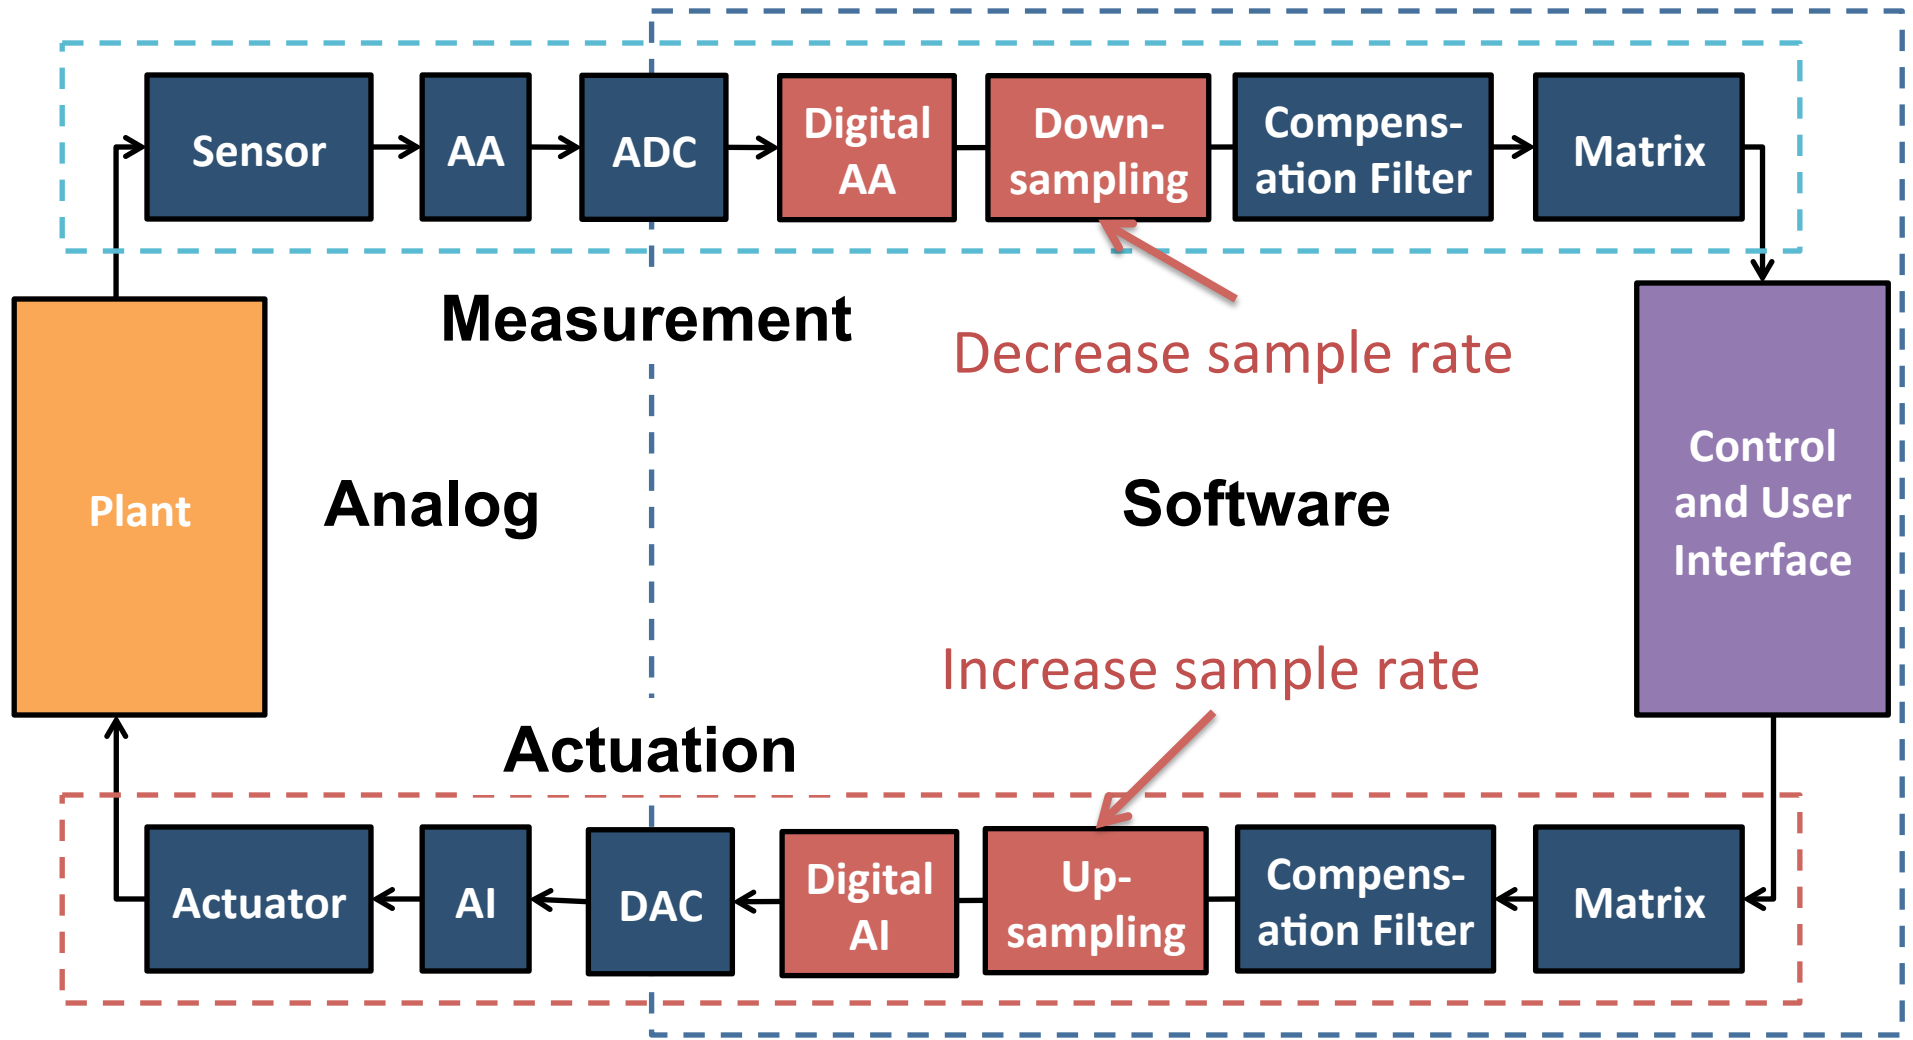 Sensor
AA
ADC
Digital
AA
Down-
sampling
Compens-
ation Filter
Matrix
Measurement
Decrease sample rate
Plant
Analog
Software
Control
and User
Interface
Increase sample rate
Actuation
Actuator
AI
DAC
Digital
AI
Up-
sampling
Compens-
ation Filter
Matrix